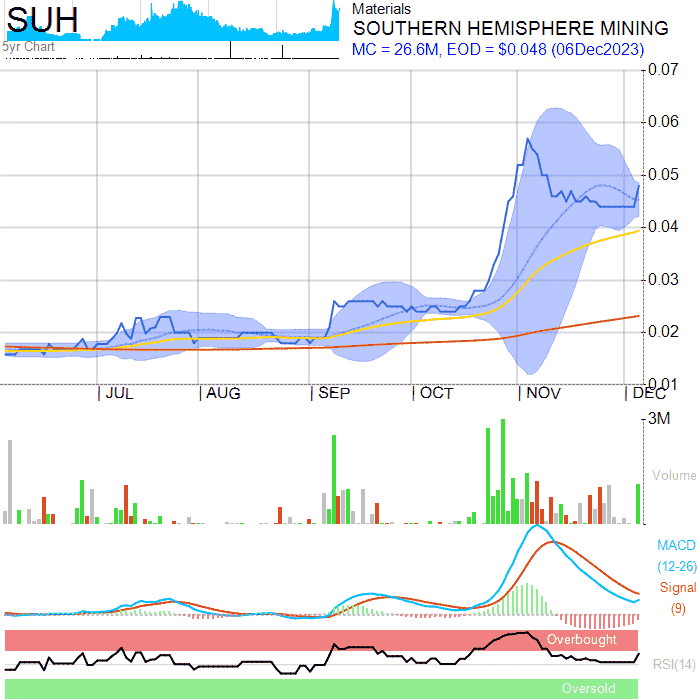 SUH
5yr Chart
Materials
SOUTHERN HEMISPHERE MINING
MC = 26.6M, EOD = $0.048 (06Dec2023)
0.07
0.06
0.05
0.04
0.03
0.02
0.01
JUL AUG SEP OCT NOV DEC
3M
Volume
MACD
(12-26)
Signal
(9)
Overbought
RSI(14)
Oversold